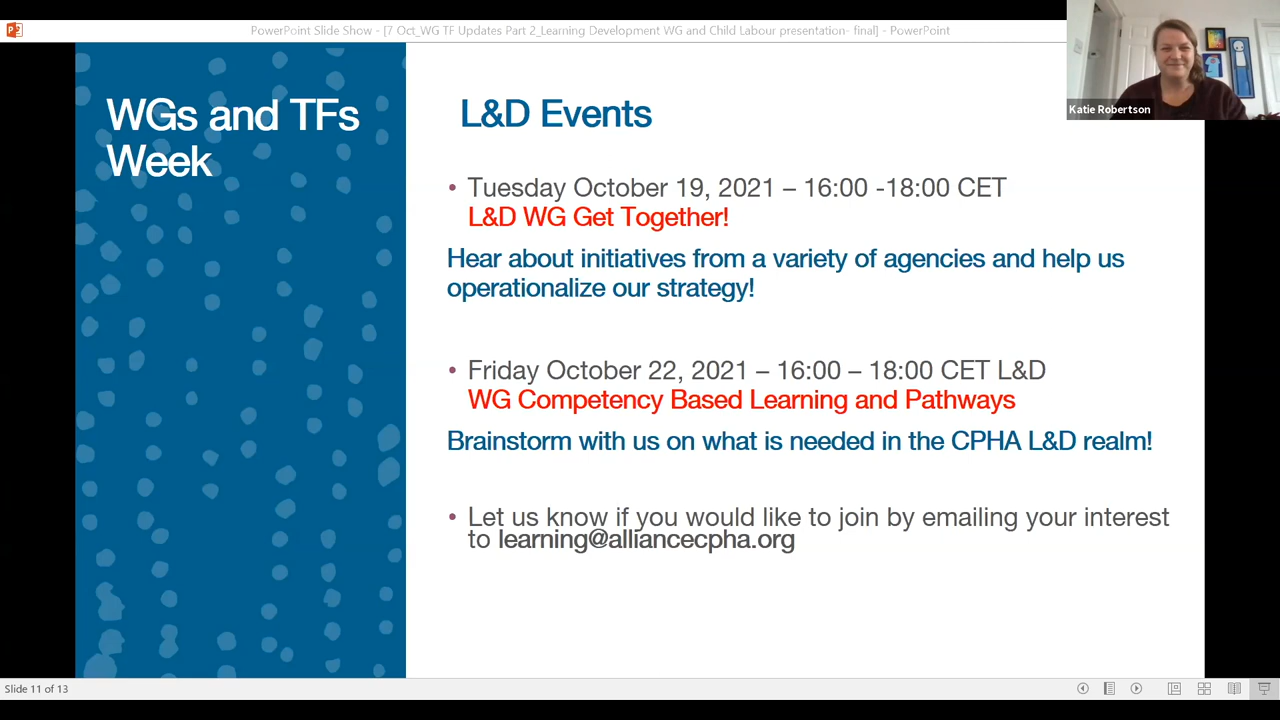 PowerPoint Slide Show - [7 Oct_WG TF Updates Part 2_Learning Development WG and Child Labour presentation- final] - PowerPoint
Katie Robertson
WGs and TFs
Week
L&D Events
• Tuesday October 19, 2021 – 16:00 -18:00 CET
L&D WG Get Together!
Hear about initiatives from a variety of agencies and help us
operationalize our strategy!
• Friday October 22, 2021 – 16:00 – 18:00 CET L&D
WG Competency Based Learning and Pathways
Brainstorm with us on what is needed in the CPHA L&D realm!
• Let us know if you would like to join by emailing your interest
to learning@alliancecpha.org
Slide 11 of 13